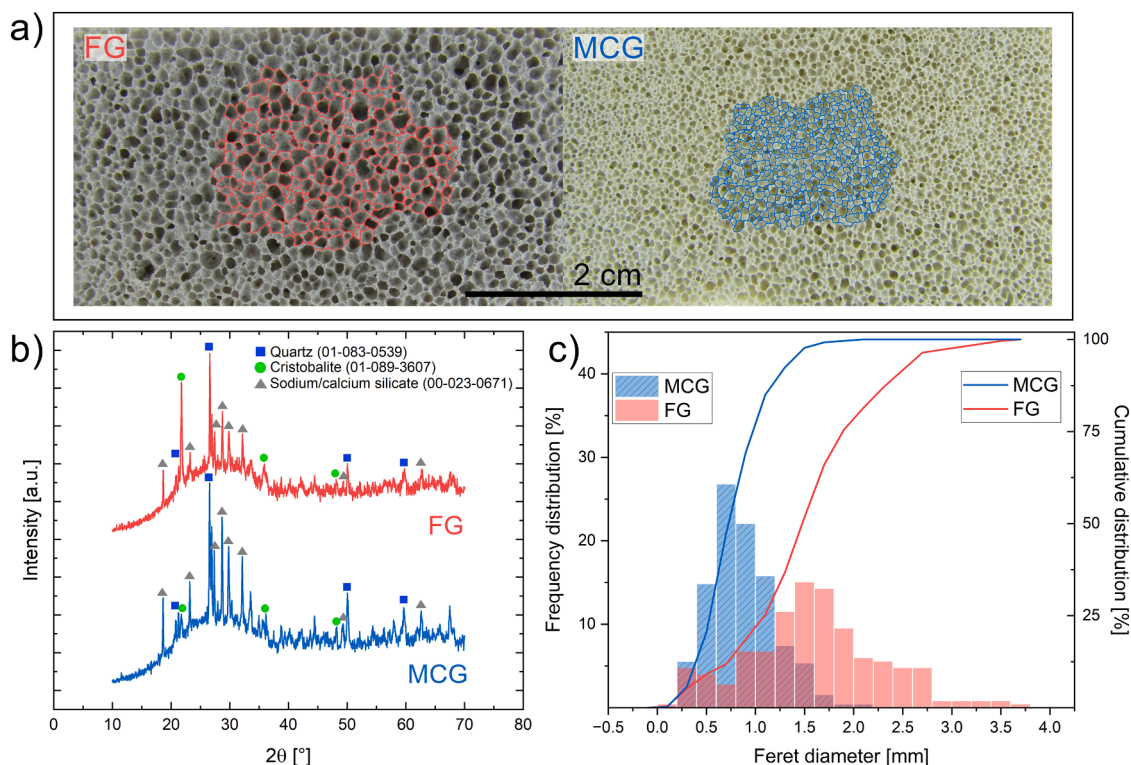 a)
FG
MCG
2 cm
b)
Quartz (01-083-0539)
Cristobalite (01-089-3607)
Sodium/calcium silicate (00-023-0671)
Intensity [a.u.]
FG
MCG
0 10 20 30 40 50 60 70 80
2θ [°]
c)
MCG
FG
MCG
FG
Frequency distribution [%]
40
30
20
10
Cumulative distribution [%]
100
75
50
25
−0.5 0.0 0.5 1.0 1.5 2.0 2.5 3.0 3.5 4.0
Feret diameter [mm]